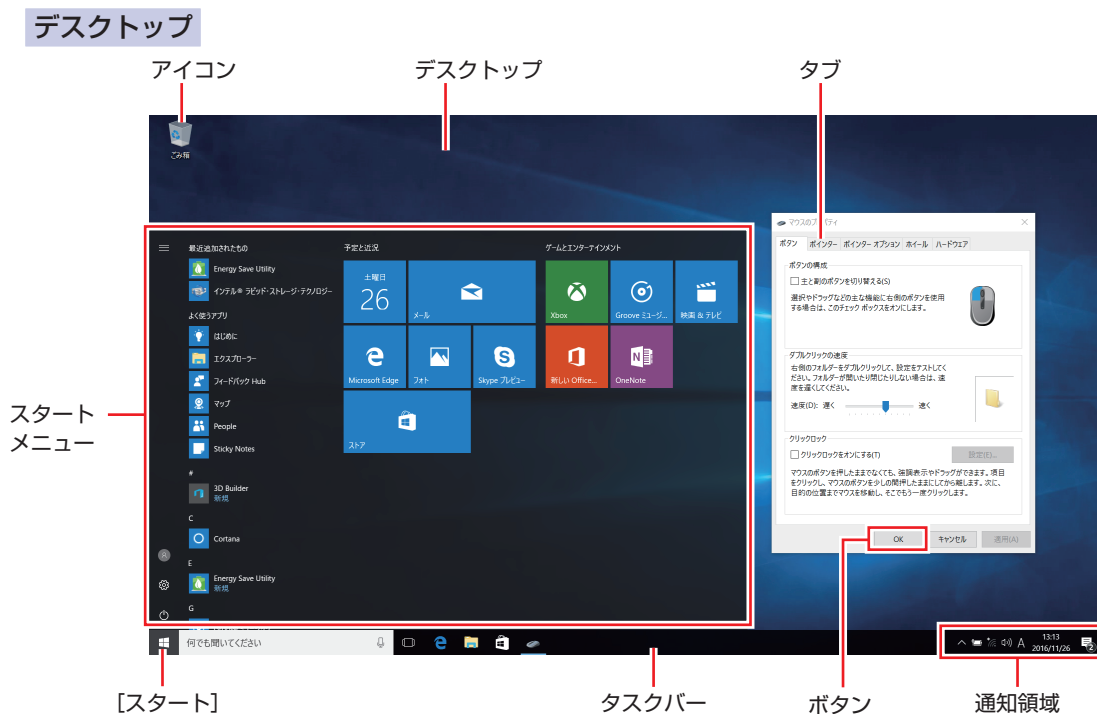 デスクトップ
アイコン
デスクトップ
タブ
ごみ箱
最近追加されたもの
Energy Save Utility
インテル® ラピッド・ストレージ・テクノロジー
よく使うアプリ
はじめに
エクスプローラー
フィードバック Hub
マップ
People
Sticky Notes
#
3D Builder
新規
C
Cortana
E
Energy Save Utility
新規
G
予定と近況
土曜日
26
メール
Microsoft Edge
フォト
Skype プレビュー
ストア
ゲームとエンターテインメント
Xbox
Groove ミュージ...
映画 & テレビ
新しい Office...
OneNote
マウスのプ
パティ
ボタン
ポインター
ポインター オプション
ホイール
ハードウェア
ボタンの構成
主と副のボタンを切り替える(S)
選択やドラッグなどの主な機能に右側のボタンを使用
する場合は、このチェック ボックスをオンにします。
ダブルクリックの速度
右側のフォルダーをダブルクリックして、設定をテストしてく
ださい。フォルダーが開いたり閉じたりしない場合は、速
度を遅くしてください。
速度(D): 遅く 速く
クリックロック
クリックロックをオンにする(T)
設定(E)...
マウスのボタンを押したままでなくても、強調表示やドラッグができます。項目
をクリックし、マウスのボタンを少しの間押したままにしてから離します。次に、
目的の位置までマウスを移動し、そこでもう一度クリックします。
OK
キャンセル
適用(A)
スタート
メニュー
何でも聞いてください
A
13:13
2016/11/26
2
[スタート]
タスクバー
ボタン
通知領域